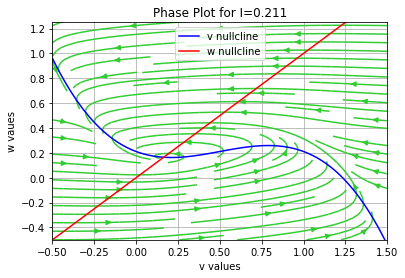 Phase Plot for I=0.211
v nullcline
w nullcline
w values
1.2
1.0
0.8
0.6
0.4
0.2
0.0
−0.2
−0.4
−0.50 −0.25 0.00 0.25 0.50 0.75 1.00 1.25 1.50
v values